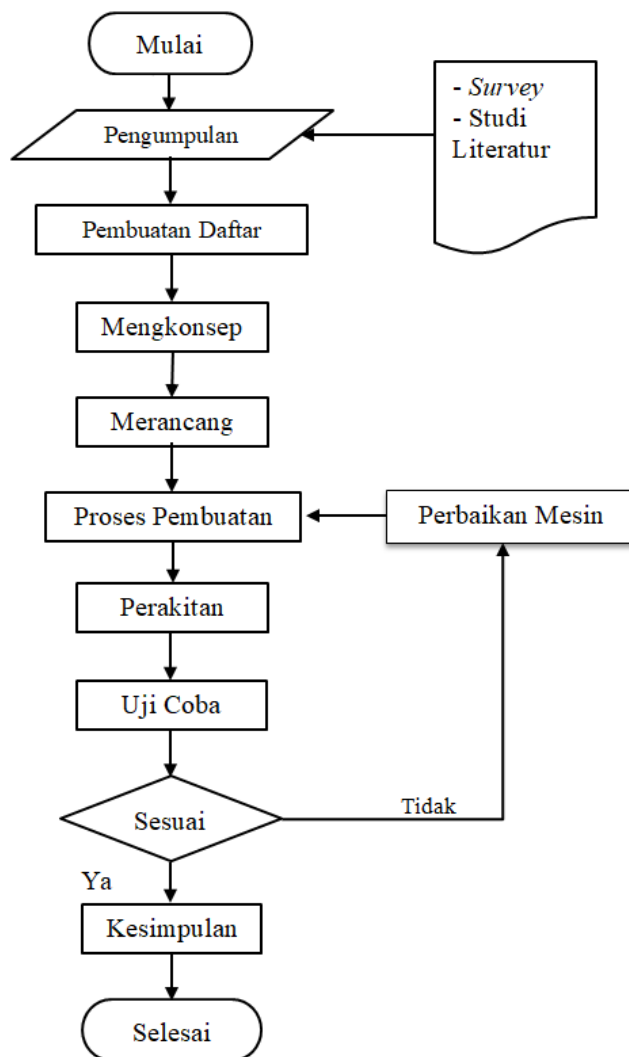 Mulai
Pengumpulan
- Survey
- Studi
Literatur
Pembuatan Daftar
Mengkonsep
Merancang
Proses Pembuatan
Perbaikan Mesin
Perakitan
Uji Coba
Sesuai
Tidak
Ya
Kesimpulan
Selesai